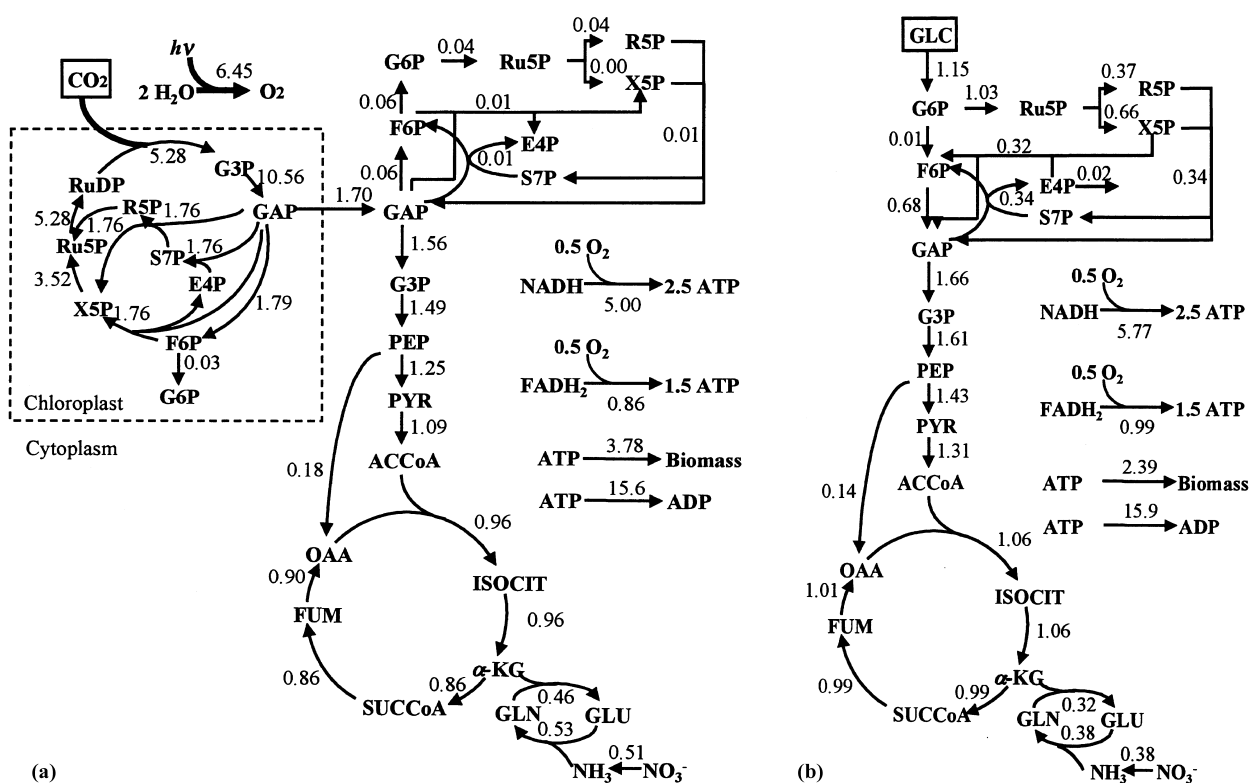 hν
6.45
2 H2O
O2
CO2
5.28
G3P
10.56
RuDP
R5P
1.76
GAP
5.28
1.76
Ru5P
S7P
1.76
3.52
E4P
X5P
1.76
1.79
F6P
0.03
G6P
Chloroplast
Cytoplasm
1.70
G6P
0.04
Ru5P
0.04
R5P
0.00
X5P
0.06
0.01
F6P
E4P
0.01
0.01
0.06
S7P
GAP
1.56
G3P
1.49
PEP
1.25
PYR
1.09
ACCoA
0.18
0.96
OAA
0.90
ISOCIT
FUM
0.96
0.86
α-KG
0.86
0.46
SUCCoA
GLN
GLU
0.53
NH3
0.51
NO3-
0.5 O2
NADH
2.5 ATP
5.00
0.5 O2
FADH2
1.5 ATP
0.86
ATP
3.78
Biomass
ATP
15.6
ADP
(a)
GLC
1.15
G6P
1.03
Ru5P
0.37
R5P
0.66
X5P
0.01
0.32
F6P
E4P
0.02
0.34
0.68
0.34
S7P
GAP
1.66
G3P
1.61
PEP
1.43
PYR
1.31
ACCoA
0.14
1.06
OAA
1.01
ISOCIT
FUM
1.06
0.99
α-KG
0.99
0.32
SUCCoA
GLN
GLU
0.38
NH3
0.38
NO3-
0.5 O2
NADH
2.5 ATP
5.77
0.5 O2
FADH2
1.5 ATP
0.99
ATP
2.39
Biomass
ATP
15.9
ADP
(b)